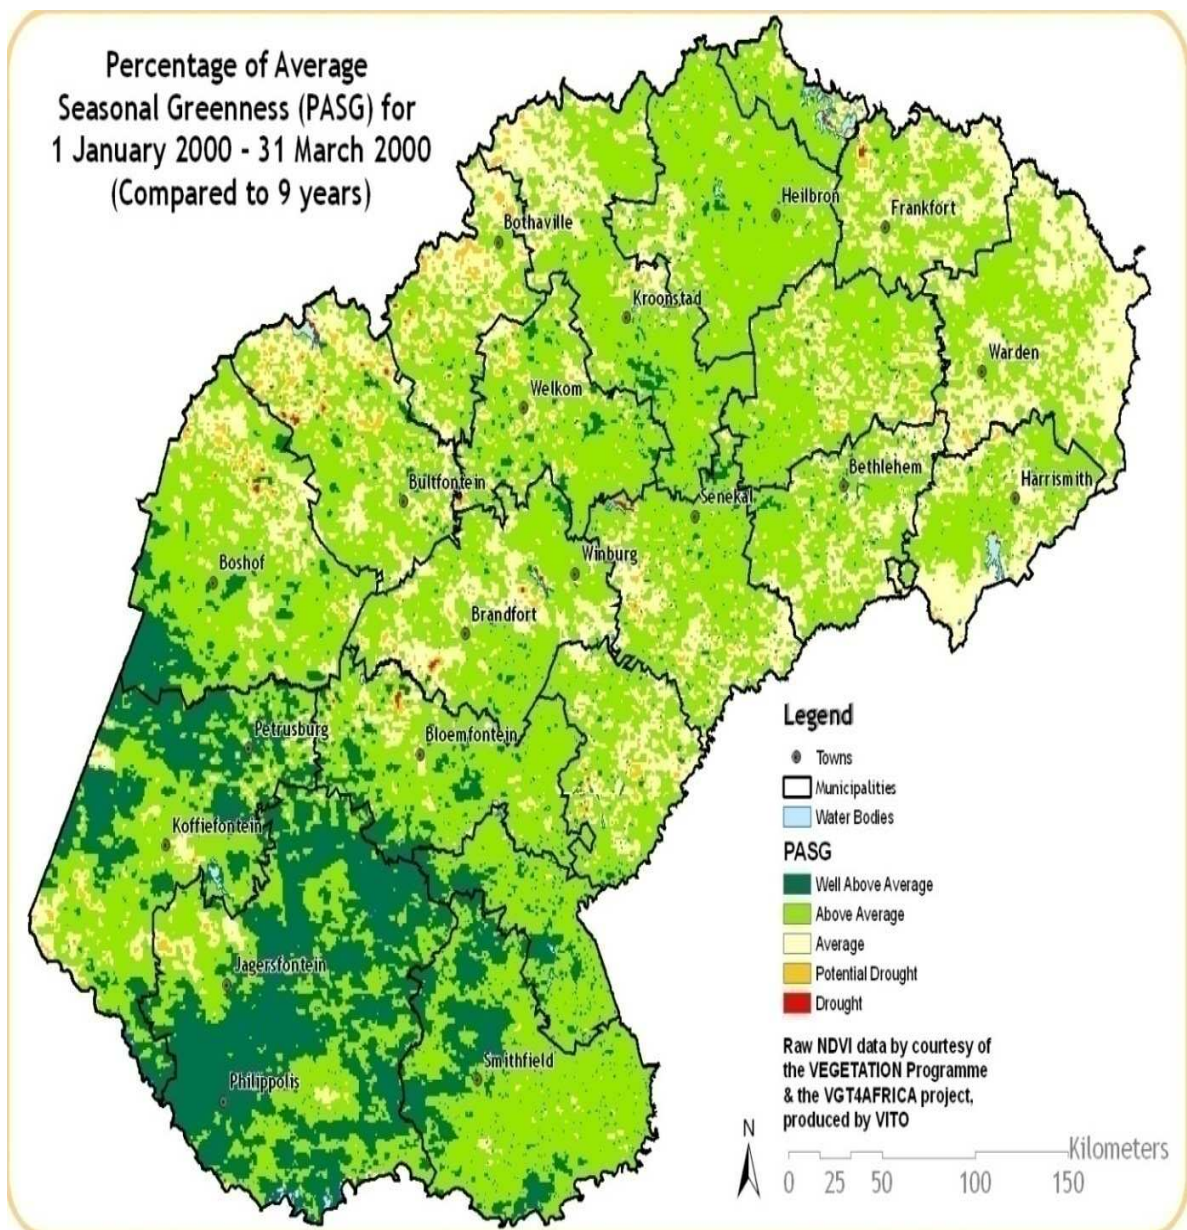 Percentage of Average
Seasonal Greenness (PASG) for
1 January 2000 - 31 March 2000
(Compared to 9 years)
Heilbron
Frankfort
Bothaville
Kroonstad
Warden
Welkom
Bethlehem
Harrismith
Bultfontein
Senekal
Winburg
Boshof
Brandfort
Petrusburg
Bloemfontein
Koffiefontein
Jagersfontein
Smithfield
Philippolis
Legend
Towns
Municipalities
Water Bodies
PASG
Well Above Average
Above Average
Average
Potential Drought
Drought
Raw NDVI data by courtesy of
the VEGETATION Programme
& the VGT4AFRICA project,
produced by VITO
N
Kilometers
0 25 50 100 150